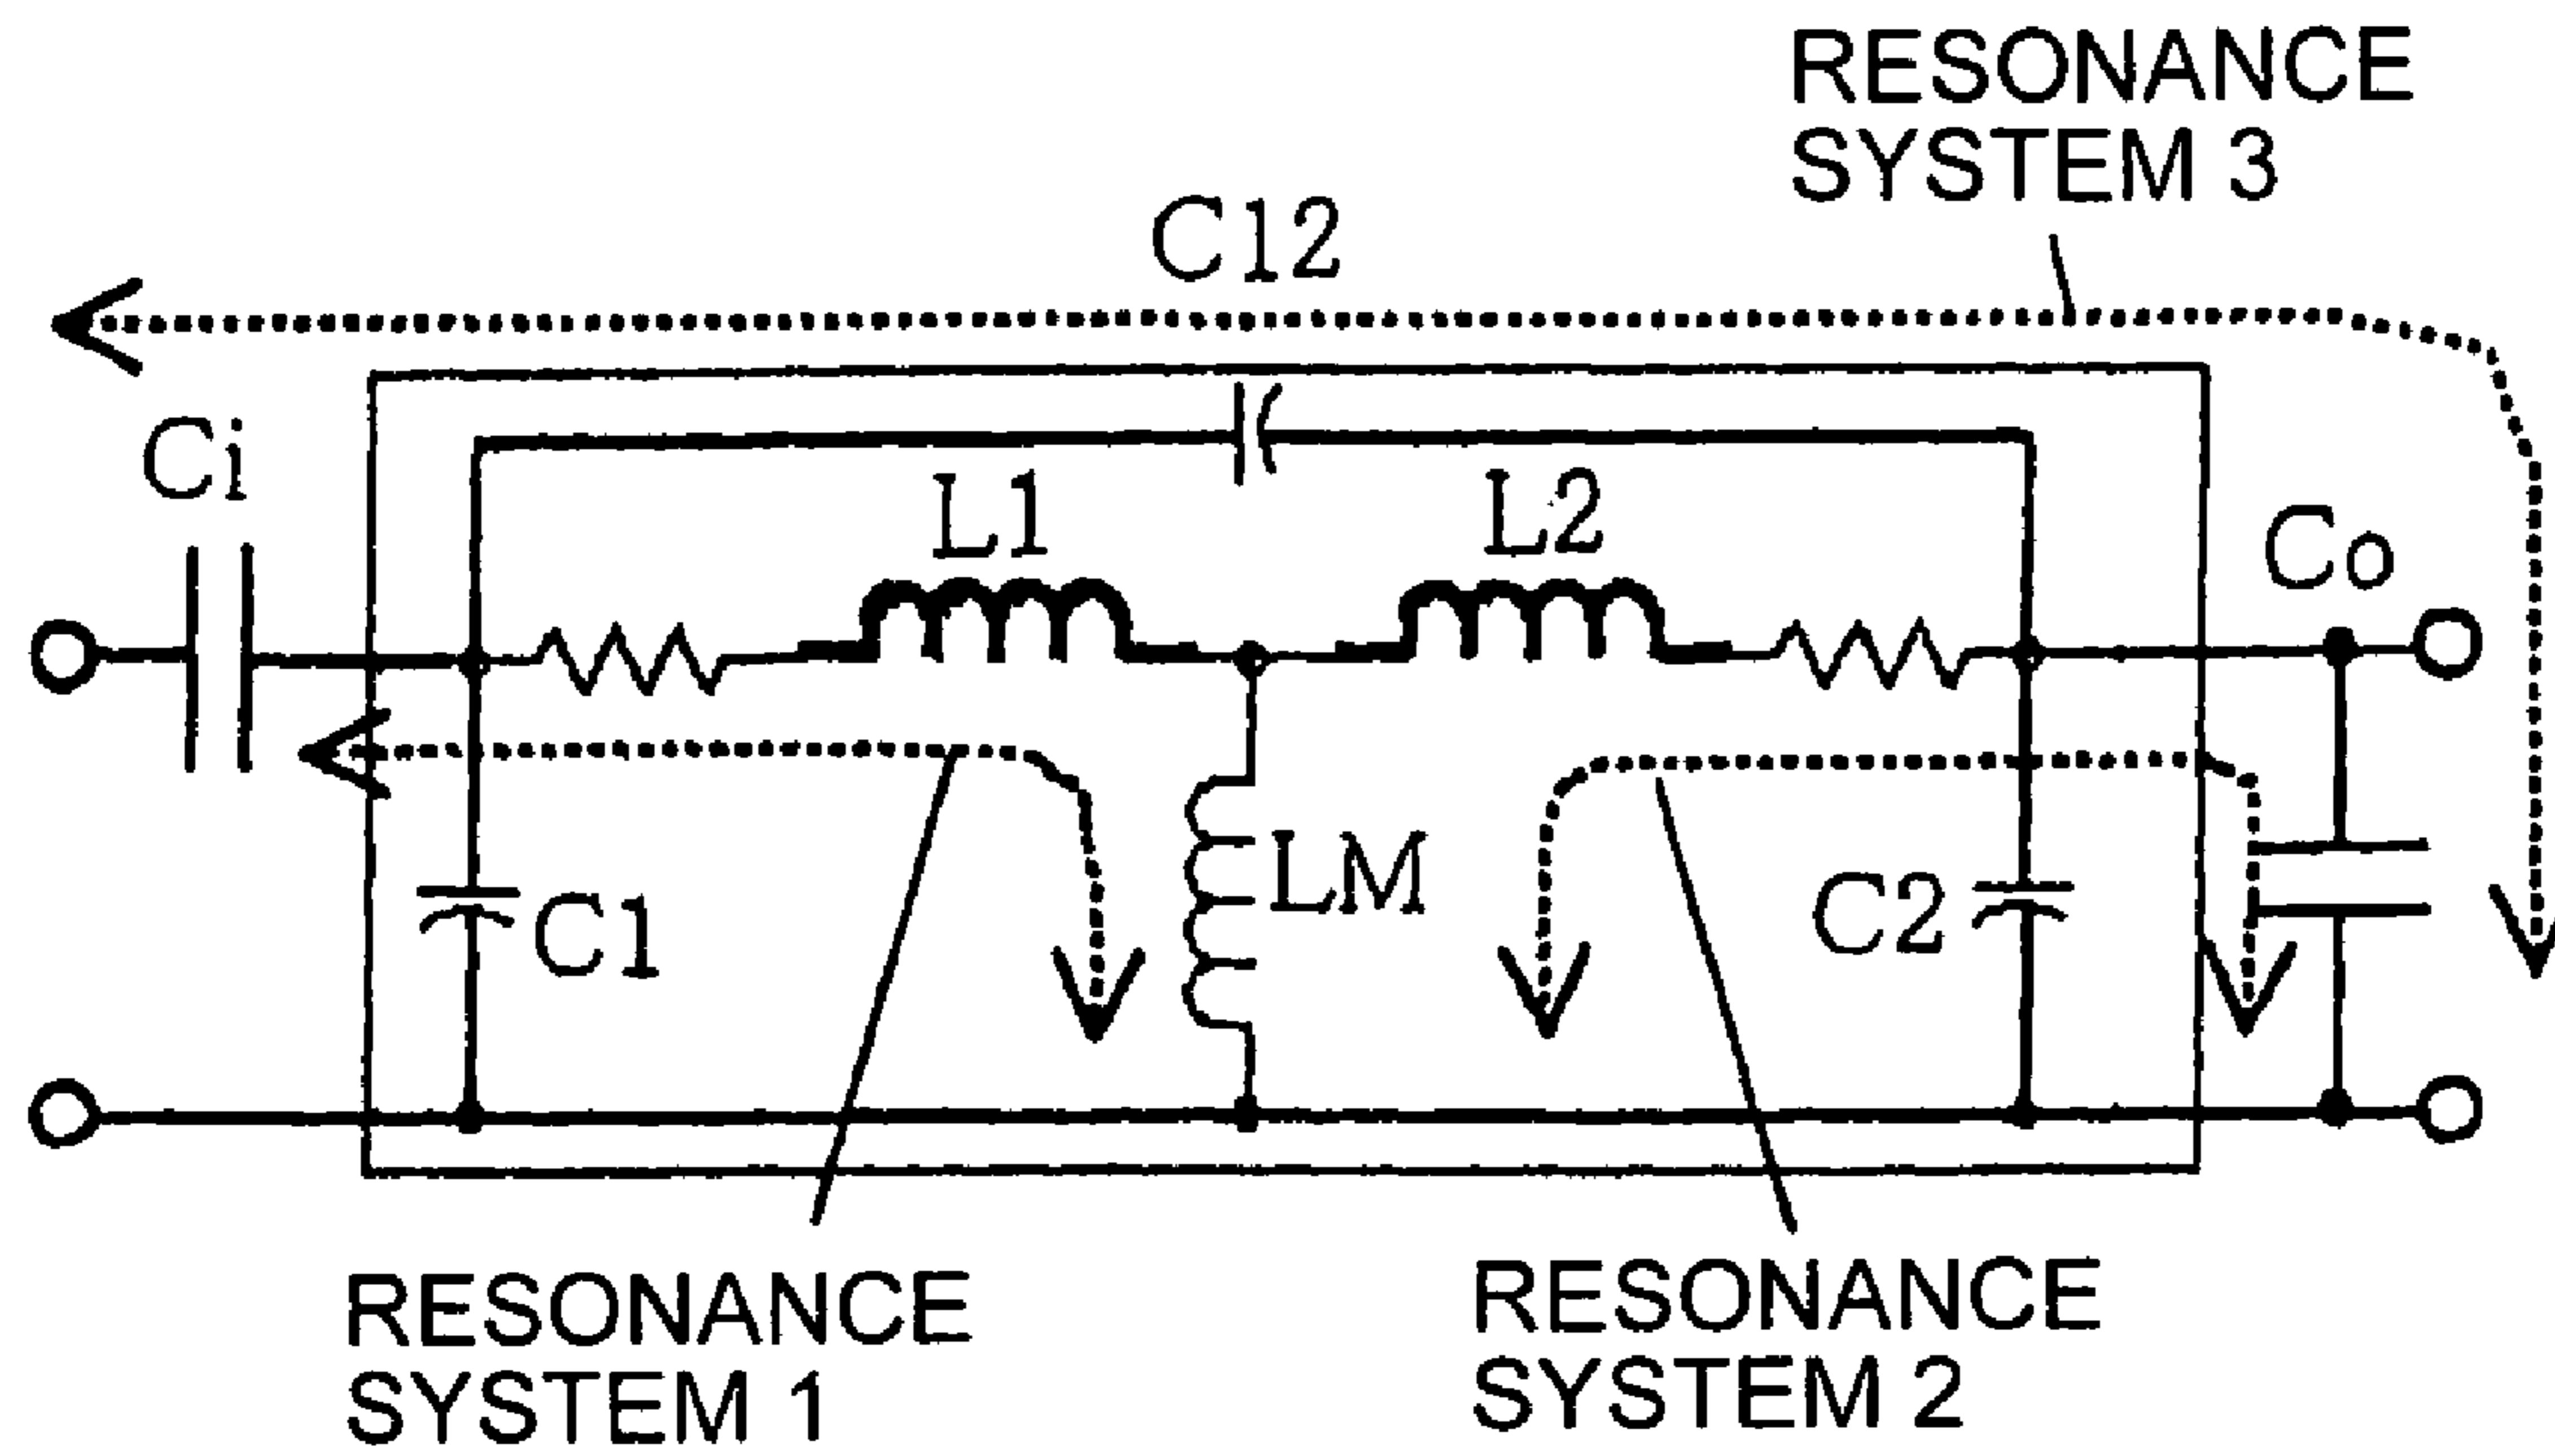 RESONANCE
SYSTEM 3
C12
Ci
L1
L2
Co
LM
C1
C2
RESONANCE
SYSTEM 1
RESONANCE
SYSTEM 2